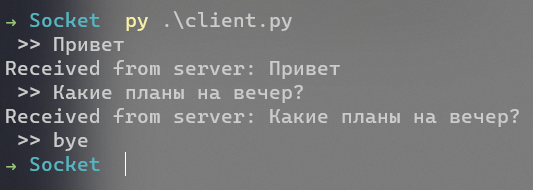 → Socket py .\client.py
>> Привет
Received from server: Привет
>> Какие планы на вечер?
Received from server: Какие планы на вечер?
>> bye
→ Socket